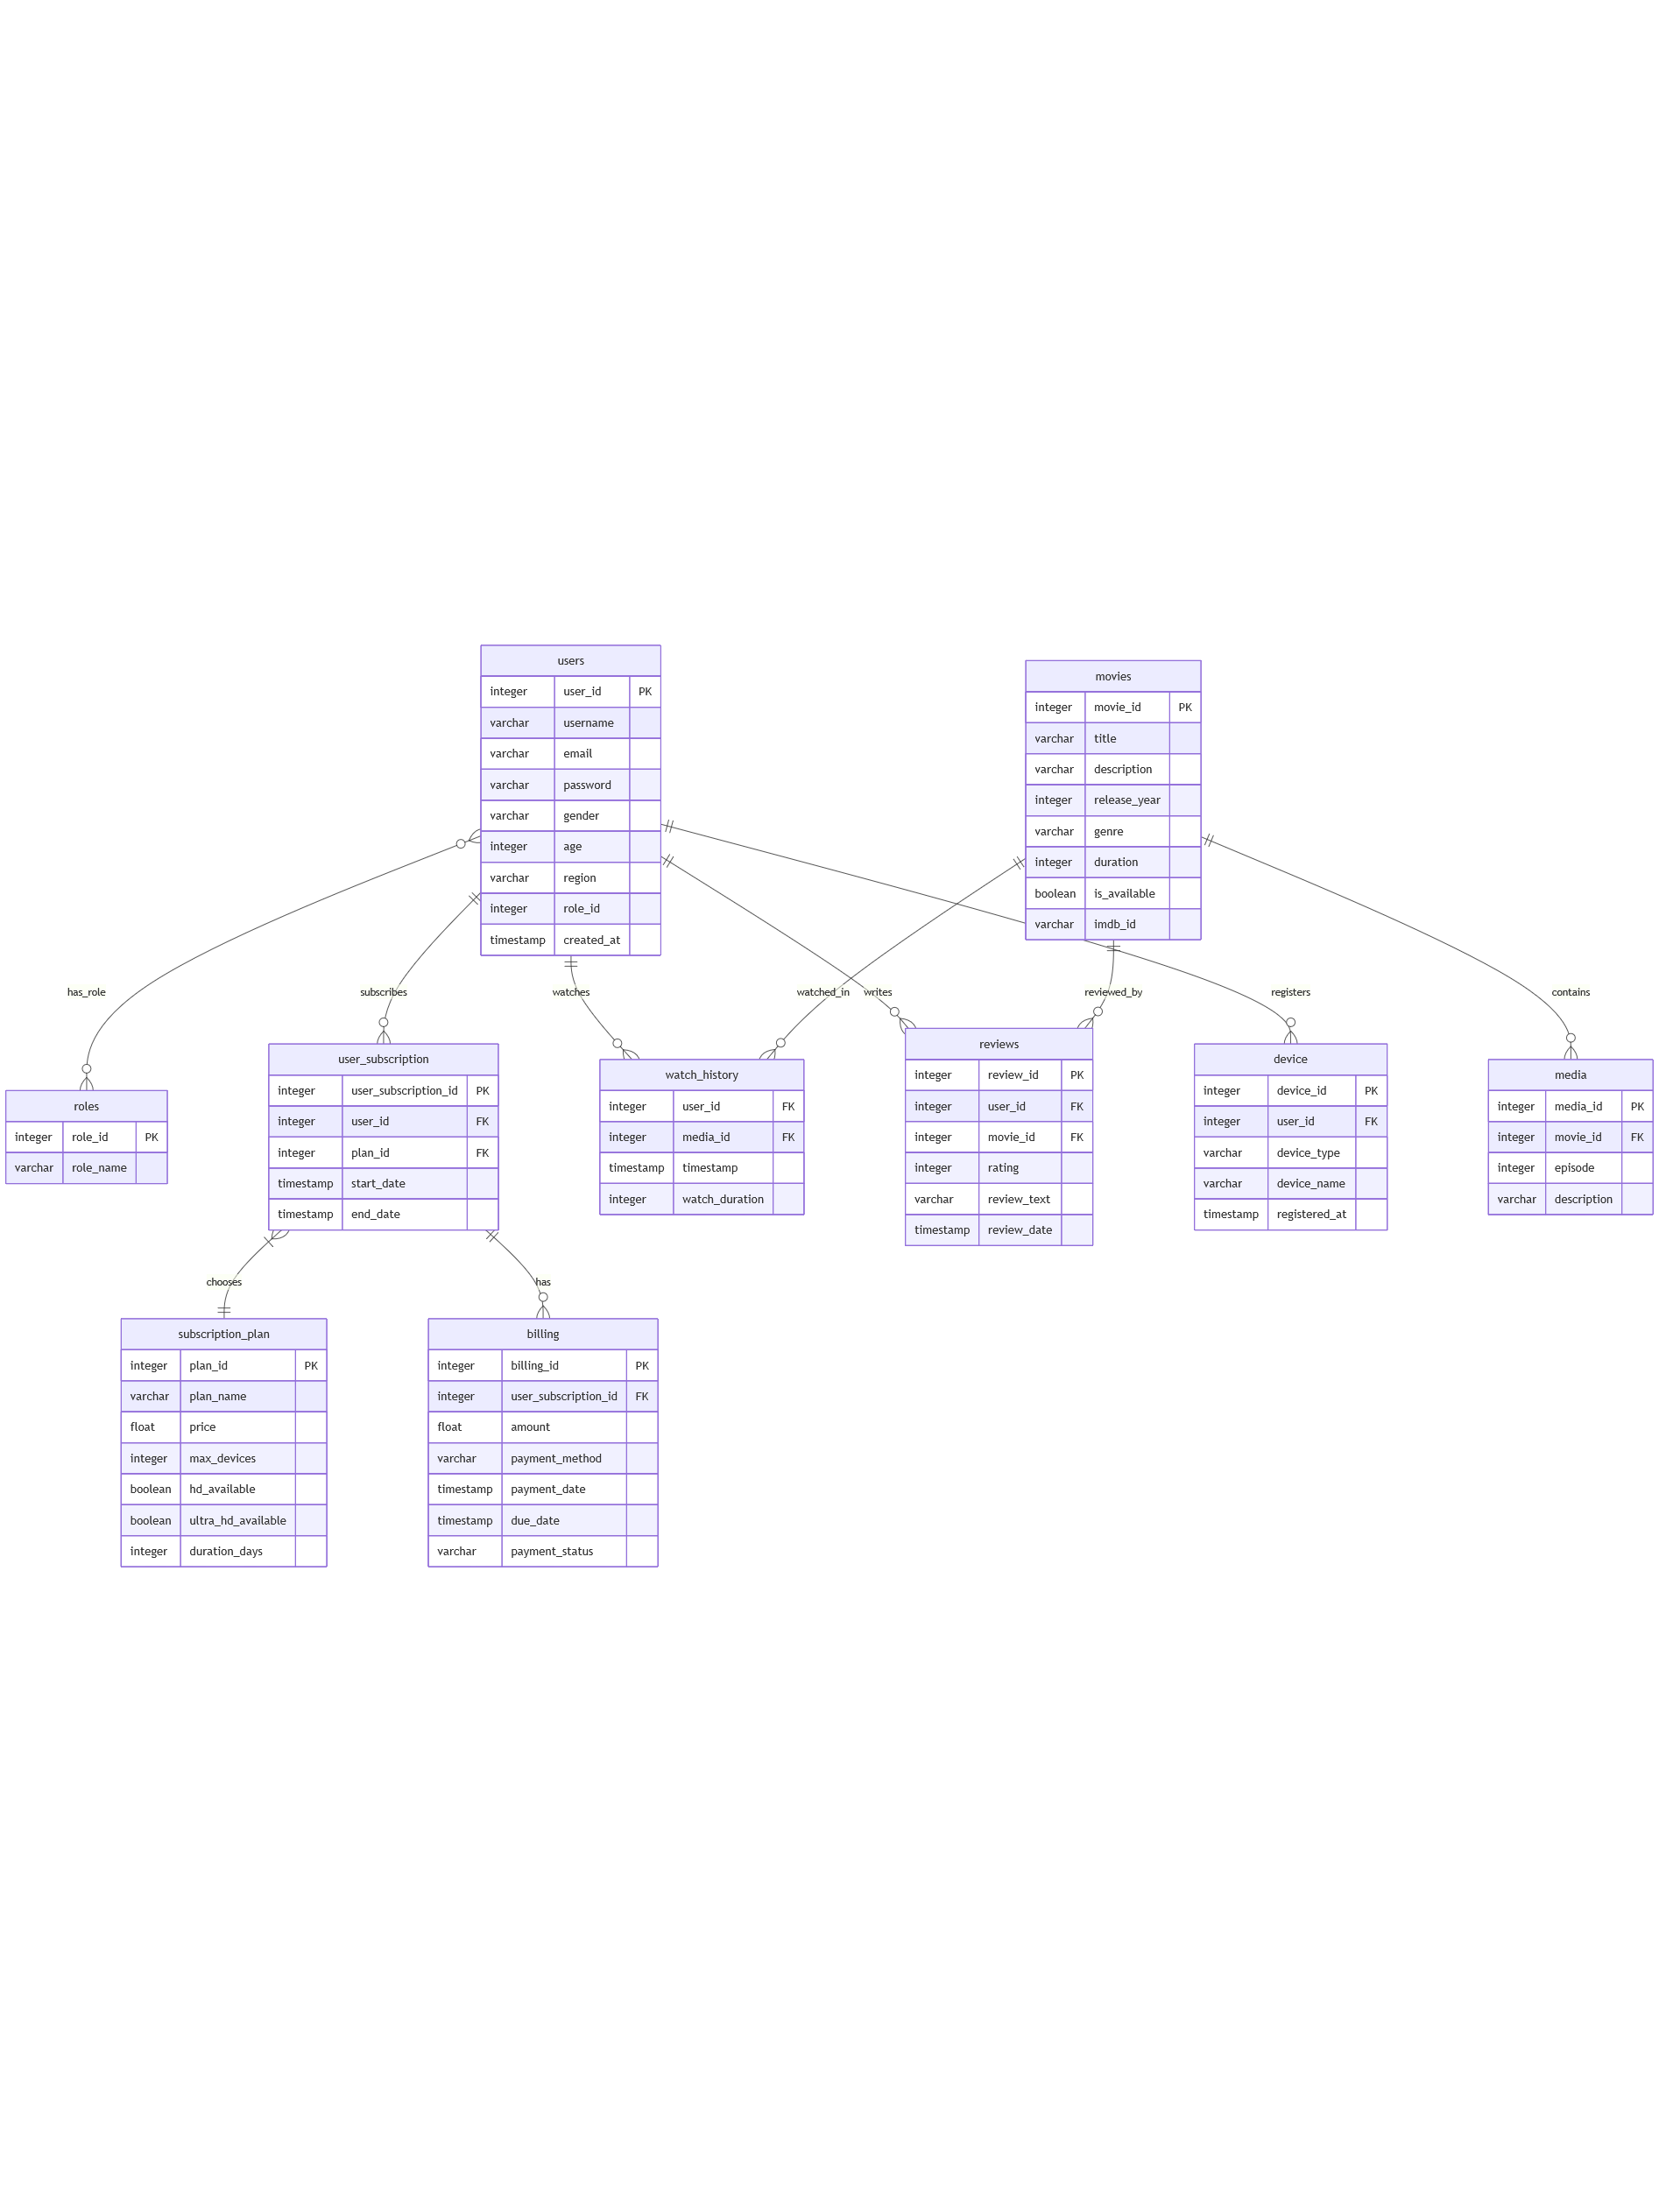 users
integer user_id PK
varchar username
varchar email
varchar password
varchar gender
integer age
varchar region
integer role_id
timestamp created_at
movies
integer movie_id PK
varchar title
varchar description
integer release_year
varchar genre
integer duration
boolean is_available
varchar imdb_id
has_role
subscribes
watches
watched_in
writes
reviewed_by
registers
contains
roles
integer role_id PK
varchar role_name
user_subscription
integer user_subscription_id PK
integer user_id FK
integer plan_id FK
timestamp start_date
timestamp end_date
watch_history
integer user_id FK
integer media_id FK
timestamp timestamp
integer watch_duration
reviews
integer review_id PK
integer user_id FK
integer movie_id FK
integer rating
varchar review_text
timestamp review_date
device
integer device_id PK
integer user_id FK
varchar device_type
varchar device_name
timestamp registered_at
media
integer media_id PK
integer movie_id FK
integer episode
varchar description
chooses
has
subscription_plan
integer plan_id PK
varchar plan_name
float price
integer max_devices
boolean hd_available
boolean ultra_hd_available
integer duration_days
billing
integer billing_id PK
integer user_subscription_id FK
float amount
varchar payment_method
timestamp payment_date
timestamp due_date
varchar payment_status